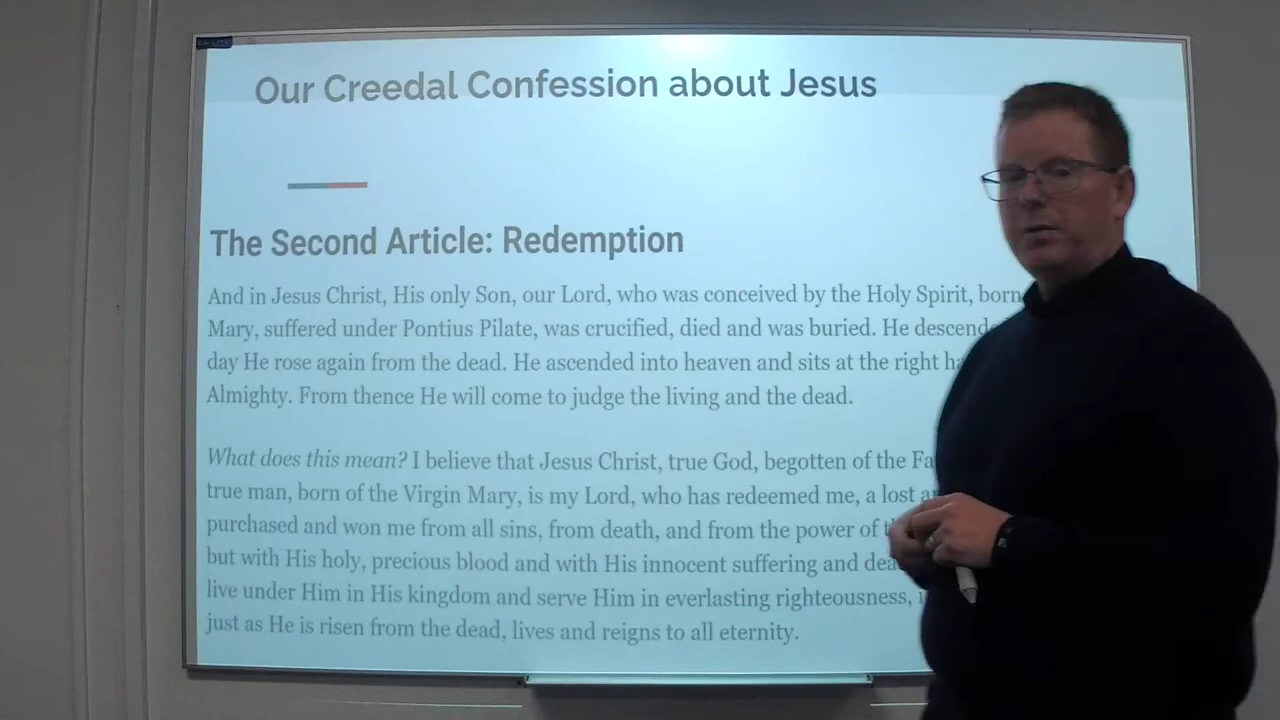 DA-LITE
Our Creedal Confession about Jesus
The Second Article: Redemption
And in Jesus Christ, His only Son, our Lord, who was conceived by the Holy Spirit, born
Mary, suffered under Pontius Pilate, was crucified, died and was buried. He descend
day He rose again from the dead. He ascended into heaven and sits at the right ha
Almighty. From thence He will come to judge the living and the dead.
What does this mean? I believe that Jesus Christ, true God, begotten of the Fa
true man, born of the Virgin Mary, is my Lord, who has redeemed me, a lost a
purchased and won me from all sins, from death, and from the power of t
but with His holy, precious blood and with His innocent suffering and dea
live under Him in His kingdom and serve Him in everlasting righteousness,
just as He is risen from the dead, lives and reigns to all eternity.